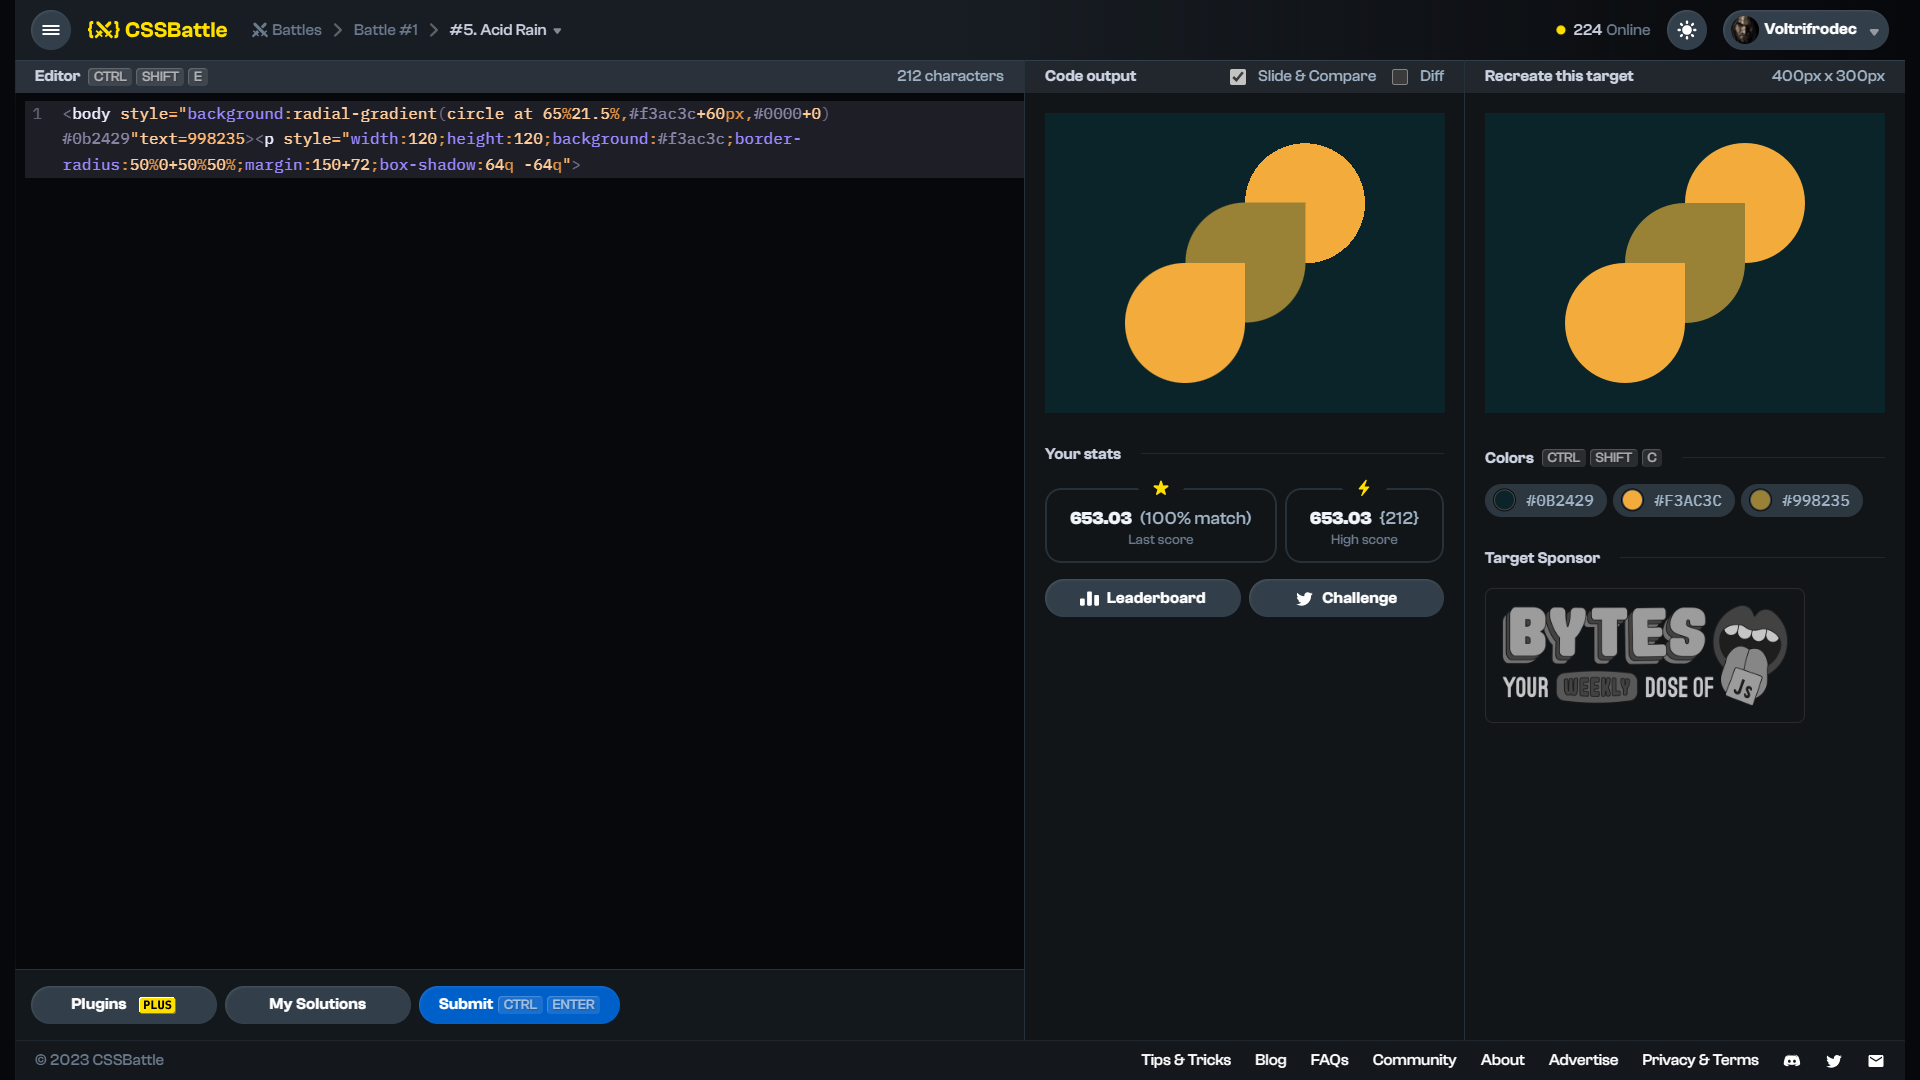 CSSBattle
Battles
Battle #1
#5. Acid Rain
224 Online
Voltrifrodec
Editor CTRL SHIFT E
212 characters
Code output
Slide & Compare
Diff
Recreate this target
400px x 300px
1 <body style="background:radial-gradient(circle at 65%21.5%,#f3ac3c+60px,#0000+0)
#0b2429"text=998235><p style="width:120;height:120;background:#f3ac3c;border-
radius:50%0+50%50%;margin:150+72;box-shadow:64q -64q">
Your stats
653.03 (100% match)
Last score
653.03 {212}
High score
Leaderboard
Challenge
Colors CTRL SHIFT C
#0B2429 #F3AC3C #998235
Target Sponsor
BYTES
YOUR WEEKLY DOSE OF JS
Plugins PLUS
My Solutions
Submit CTRL ENTER
© 2023 CSSBattle
Tips & Tricks Blog FAQs Community About Advertise Privacy & Terms